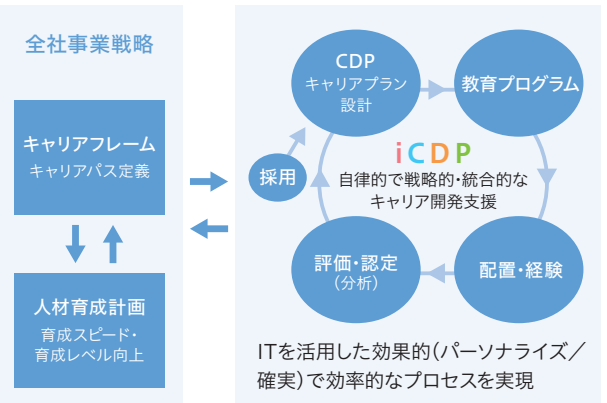 全社事業戦略
キャリアフレーム
キャリアパス定義
人材育成計画
育成スピード・
育成レベル向上
CDP
キャリアプラン
設計
教育プログラム
採用
iCDP
自律的で戦略的・統合的な
キャリア開発支援
評価・認定
(分析)
配置・経験
ITを活用した効果的(パーソナライズ/
確実)で効率的なプロセスを実現